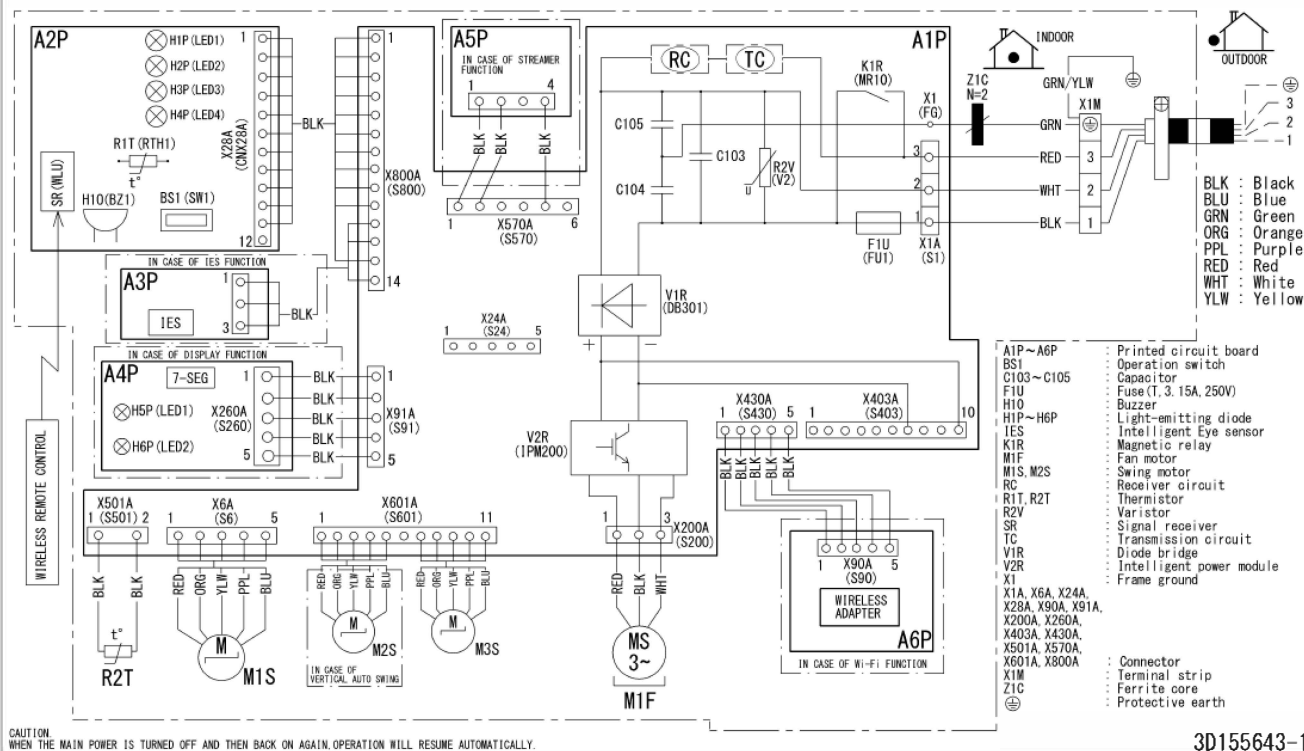 A2P
H1P (LED1)
H2P (LED2)
H3P (LED3)
H4P (LED4)
R1T (RTH1)
t°
SR (WLU)
H10(BZ1)
BS1 (SW1)
1
X28A
(CNX28A)
12
BLK
1
X800A
(S800)
14
A5P
IN CASE OF STREAMER
FUNCTION
1 4
BLK
BLK
BLK
1 6
X570A
(S570)
A1P
RC
TC
K1R
(MR10)
C105
C103
C104
R2V
(V2)
U
X1
(FG)
3
2
1
F1U
(FU1)
X1A
(S1)
Z1C
N=2
INDOOR
GRN/YLW
X1M
GRN
RED 3
WHT 2
BLK 1
OUTDOOR
3
2
1
BLK : Black
BLU : Blue
GRN : Green
ORG : Orange
PPL : Purple
RED : Red
WHT : White
YLW : Yellow
IN CASE OF IES FUNCTION
A3P
1
IES
3
BLK
IN CASE OF DISPLAY FUNCTION
A4P
7-SEG
H5P (LED1)
H6P (LED2)
X260A
(S260)
1
5
BLK
BLK
BLK
BLK
BLK
1
X91A
(S91)
5
X24A
1 (S24) 5
V1R
(DB301)
+ −
V2R
(IPM200)
X430A
1 (S430) 5
X403A
1 (S403) 10
BLK
BLK
BLK
BLK
BLK
WIRELESS REMOTE CONTROL
X501A
1 (S501) 2
BLK
BLK
t°
R2T
X6A
1 (S6) 5
RED
ORG
YLW
PPL
BLU
M
M1S
X601A
1 (S601) 11
RED
ORG
YLW
PPL
BLU
M
M2S
IN CASE OF
VERTICAL AUTO SWING
RED
ORG
YLW
PPL
BLU
M
M3S
1 3
X200A
(S200)
RED
BLK
WHT
MS
3~
M1F
1 X90A 5
(S90)
WIRELESS
ADAPTER
A6P
IN CASE OF Wi-Fi FUNCTION
A1P~A6P : Printed circuit board
BS1 : Operation switch
C103~C105 : Capacitor
F1U : Fuse(T, 3. 15A, 250V)
H10 : Buzzer
H1P~H6P : Light-emitting diode
IES : Intelligent Eye sensor
K1R : Magnetic relay
M1F : Fan motor
M1S, M2S : Swing motor
RC : Receiver circuit
R1T, R2T : Thermistor
R2V : Varistor
SR : Signal receiver
TC : Transmission circuit
V1R : Diode bridge
V2R : Intelligent power module
X1 : Frame ground
X1A, X6A, X24A,
X28A, X90A, X91A,
X200A, X260A,
X403A, X430A,
X501A, X570A,
X601A, X800A : Connector
X1M : Terminal strip
Z1C : Ferrite core
: Protective earth
CAUTION
WHEN THE MAIN POWER IS TURNED OFF AND THEN BACK ON AGAIN, OPERATION WILL RESUME AUTOMATICALLY.
3D155643-1